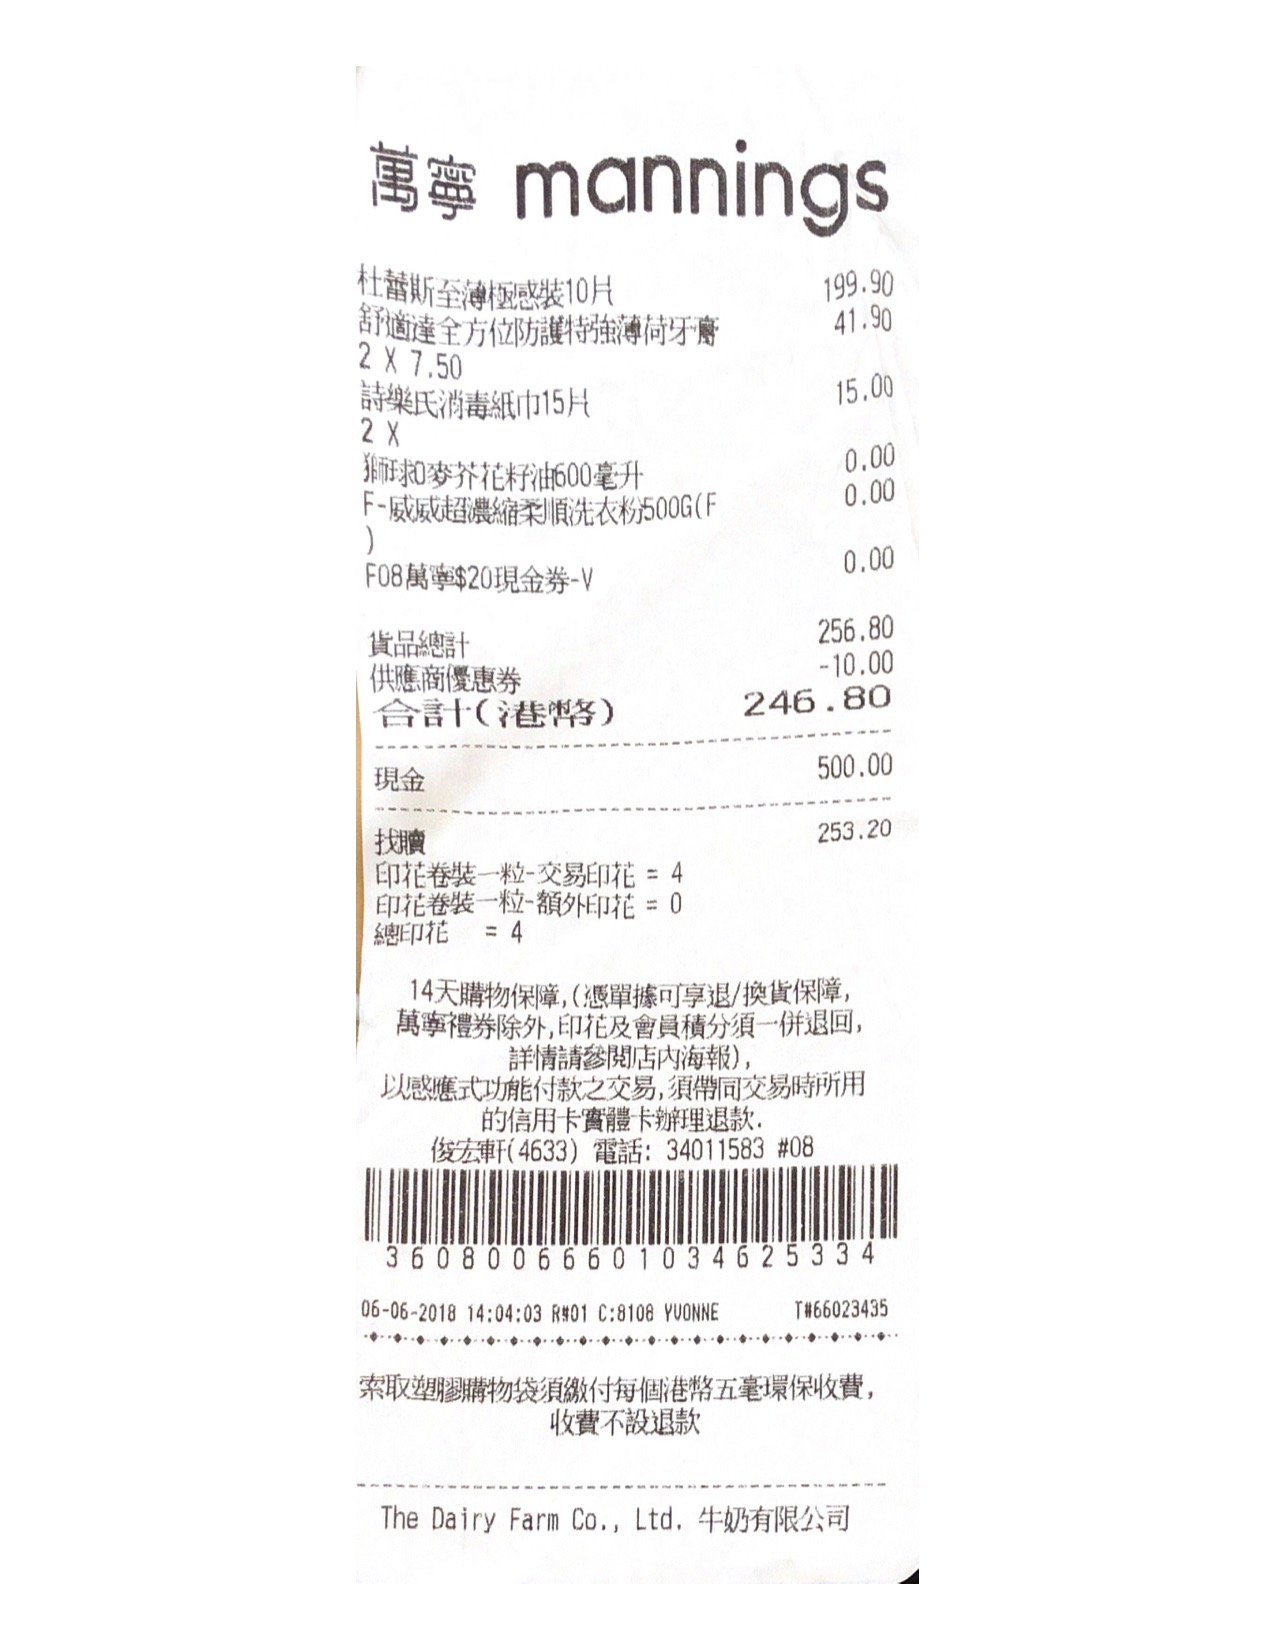 萬寧 mannings
杜蕾斯至薄極感裝10片 199.90
舒適達全方位防護特強薄荷牙膏 41.90
2 X 7.50
詩樂氏消毒紙巾15片 15.00
2 X
獅球嘜芥花籽油600毫升 0.00
F-威威超濃縮柔順洗衣粉500G(F 0.00
)
F08萬寧$20現金券-V 0.00
貨品總計 256.80
供應商優惠券 -10.00
合計(港幣) 246.80
現金 500.00
找贖 253.20
印花卷裝一粒-交易印花 = 4
印花卷裝一粒-額外印花 = 0
總印花 = 4
14天購物保障,(憑單據可享退/換貨保障,
萬寧禮券除外,印花及會員積分須一併退回,
詳情請參閱店內海報),
以感應式功能付款之交易,須帶同交易時所用
的信用卡實體卡辦理退款.
俊宏軒(4633) 電話: 34011583 #08
36080066601034625334
06-06-2018 14:04:03 R#01 C:8108 YVONNE T#66023435
索取塑膠購物袋須繳付每個港幣五毫環保收費,
收費不設退款
The Dairy Farm Co., Ltd. 牛奶有限公司